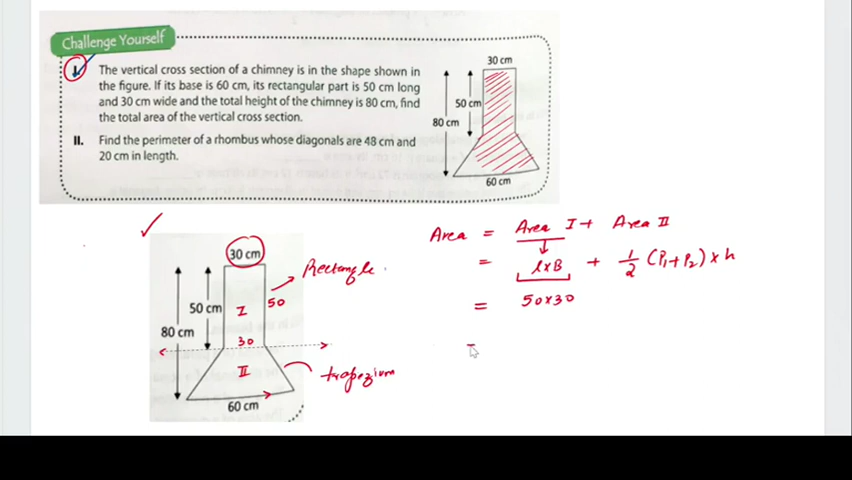 Challenge Yourself
I. The vertical cross section of a chimney is in the shape shown in
the figure. If its base is 60 cm, its rectangular part is 50 cm long
and 30 cm wide and the total height of the chimney is 80 cm, find
the total area of the vertical cross section.
II. Find the perimeter of a rhombus whose diagonals are 48 cm and
20 cm in length.
30 cm
50 cm
80 cm
60 cm
30 cm
Rectangle.
50 cm
I
50
80 cm
30
II
trapezium
60 cm
Area = Area I + Area II
= l×B + 1/2 (P1+P2) × h
= 50×30